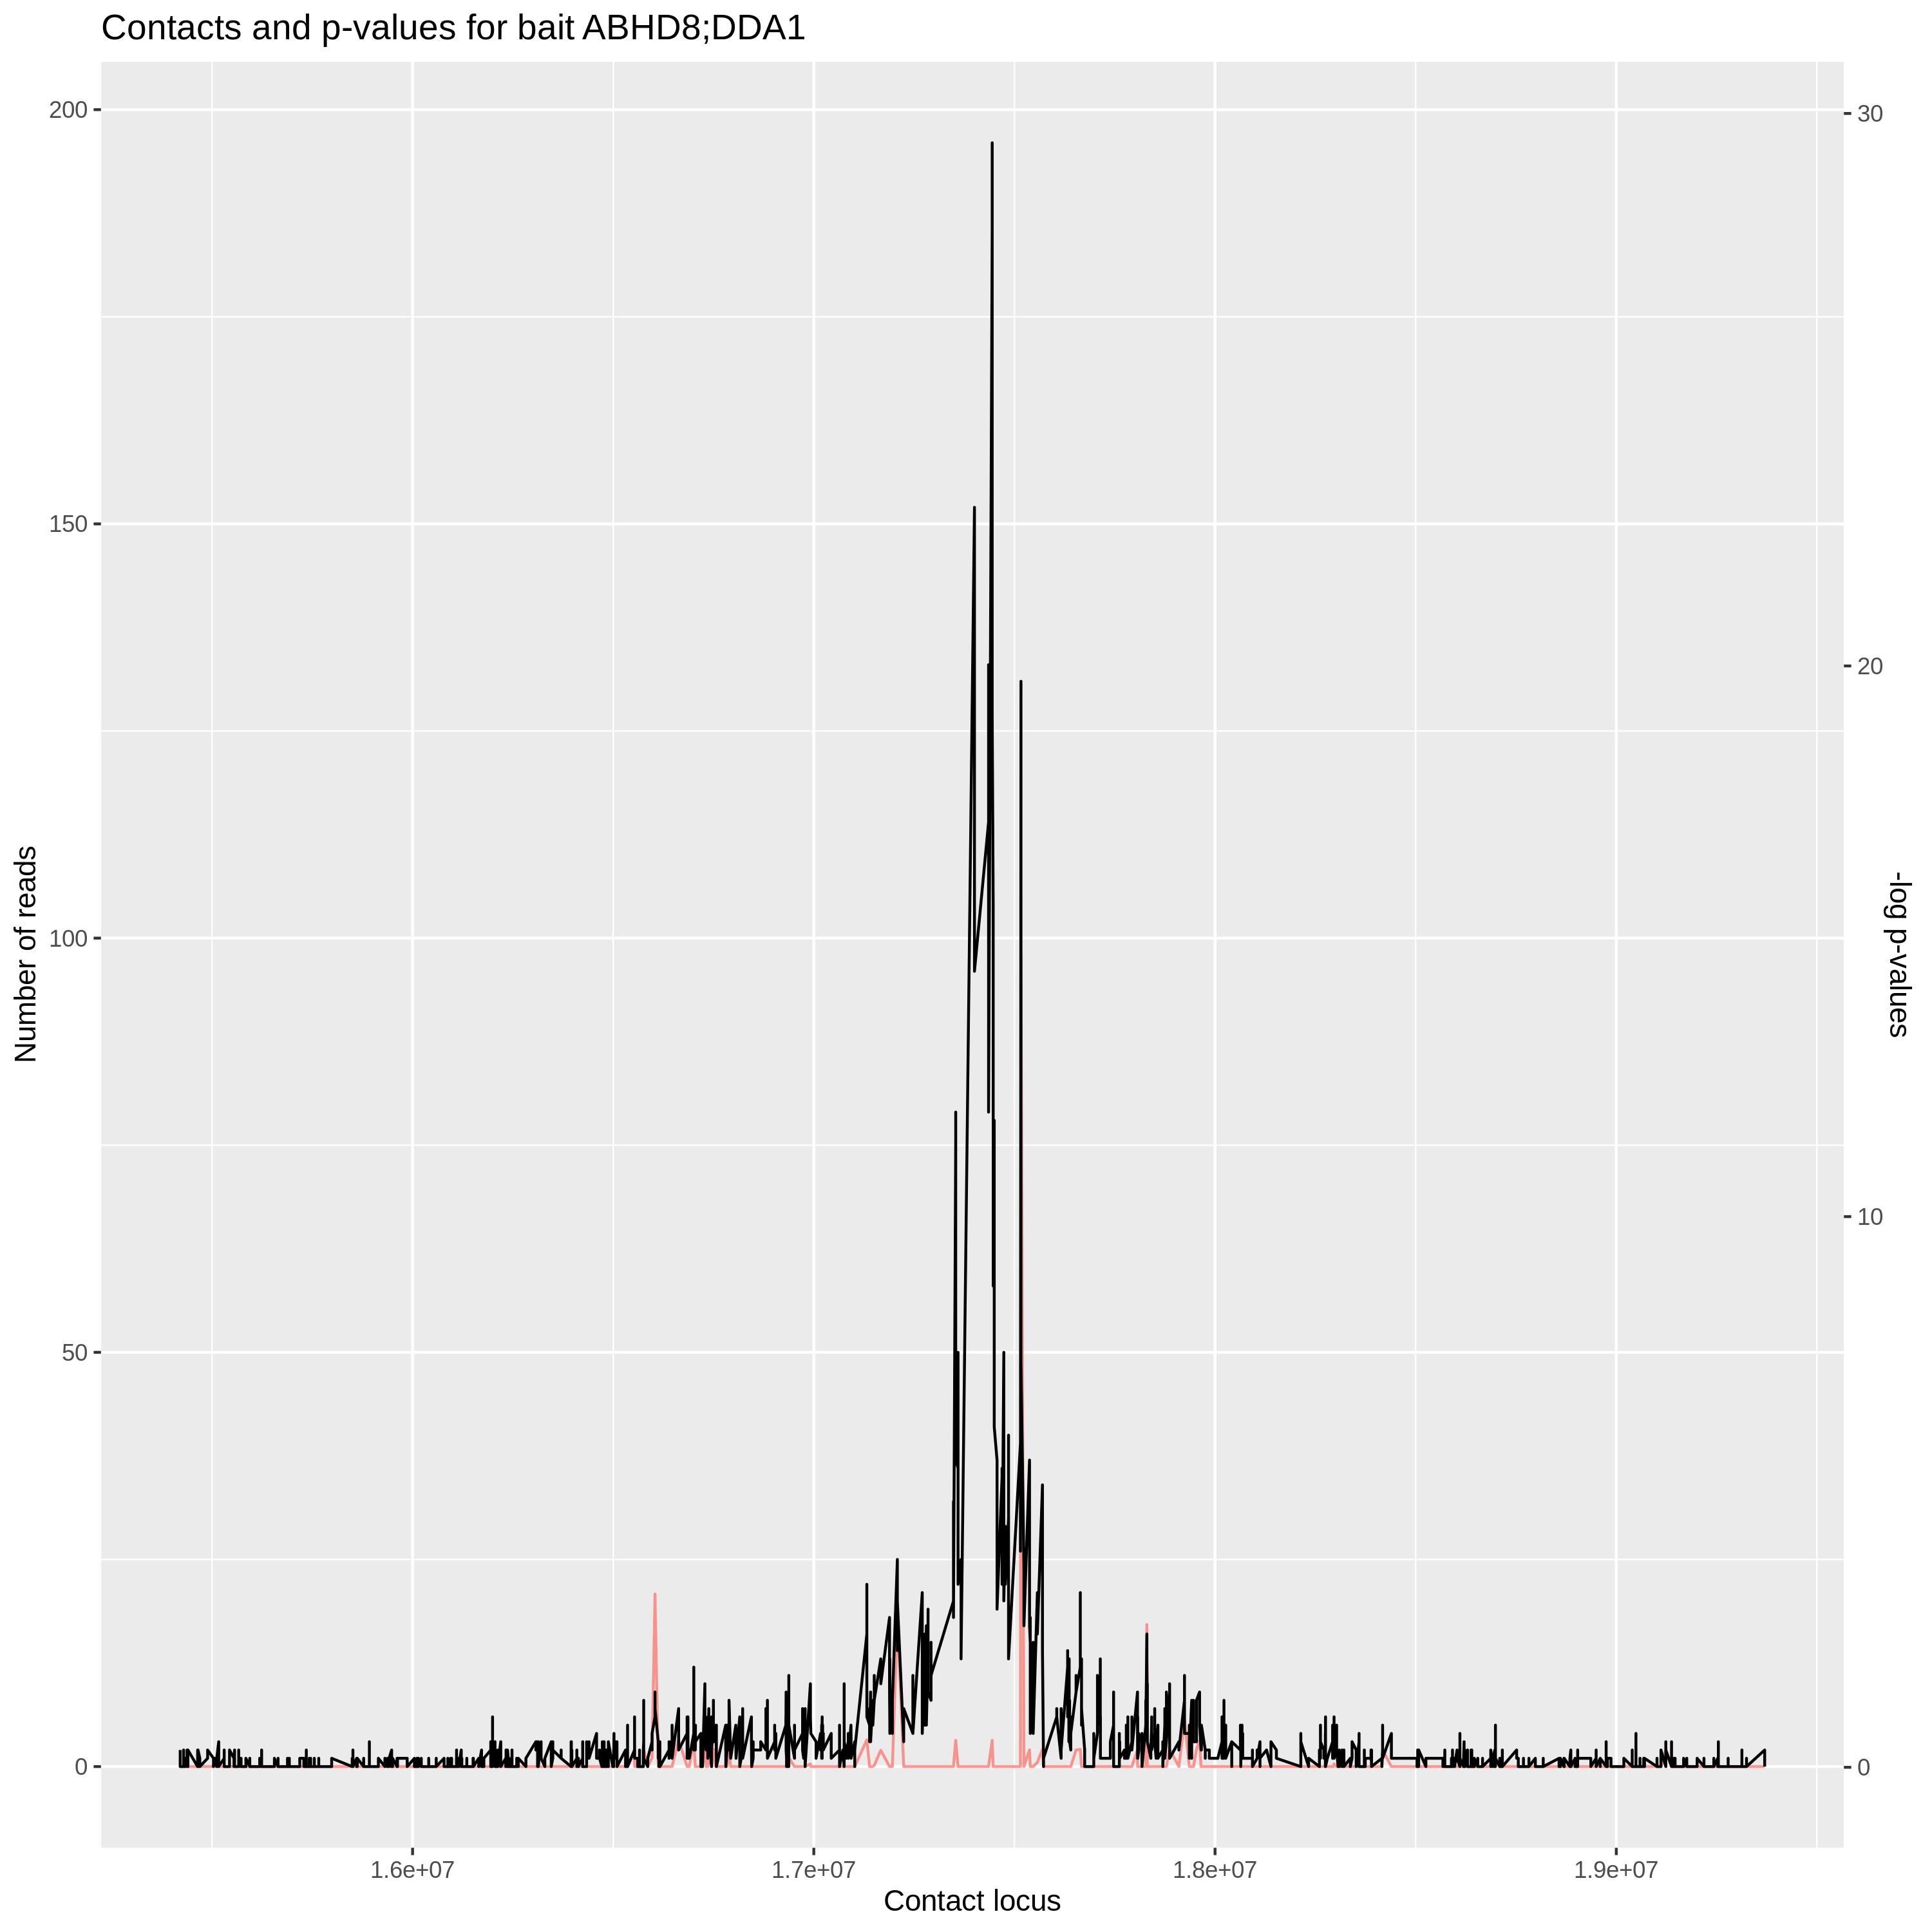 Contacts and p-values for bait ABHD8;DDA1
200
150
100
50
0
Number of reads
30
20
10
0
-log p-values
1.6e+07
1.7e+07
1.8e+07
1.9e+07
Contact locus